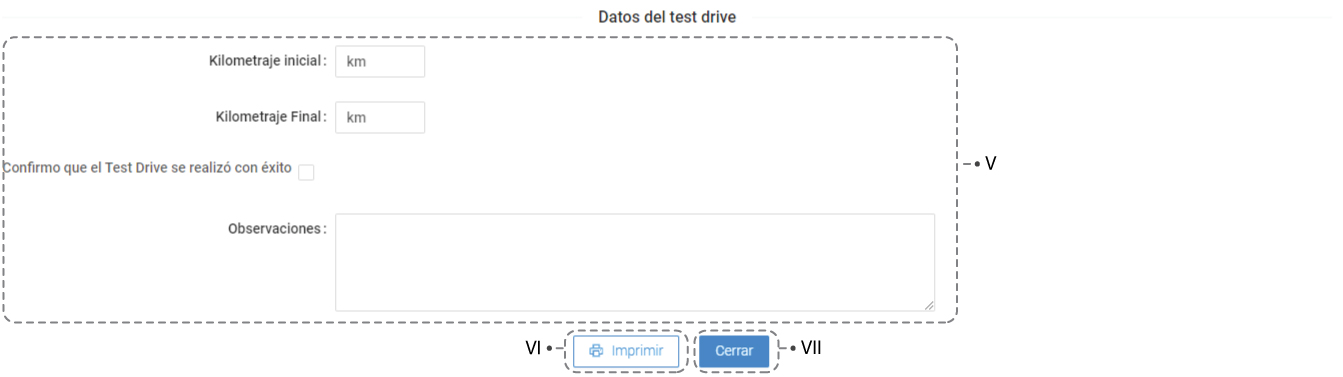 Datos del test drive
Kilometraje inicial: km
Kilometraje Final: km
Confirmo que el Test Drive se realizó con éxito
V
Observaciones:
VI Imprimir Cerrar VII